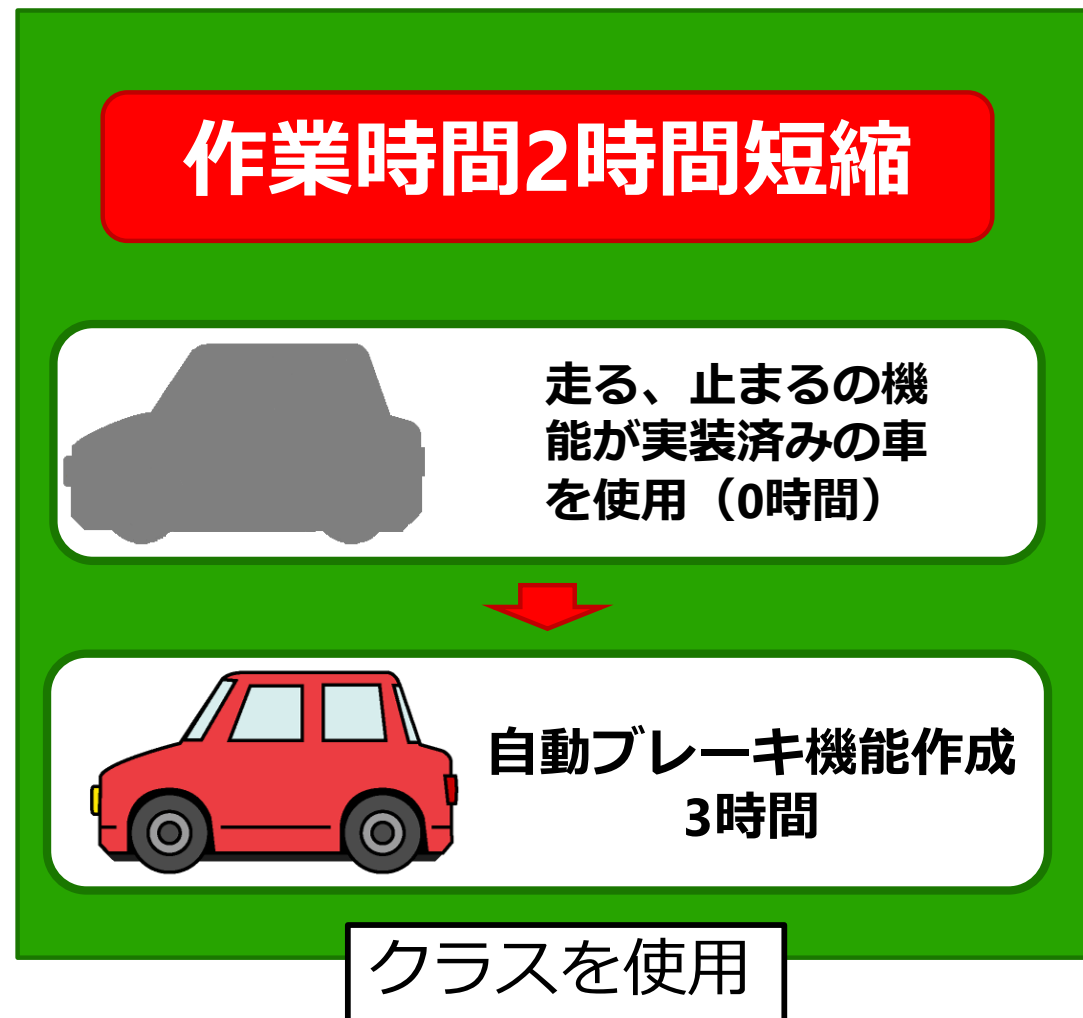 作業時間2時間短縮
走る、止まるの機
能が実装済みの車
を使用（0時間）
自動ブレーキ機能作成
3時間
クラスを使用